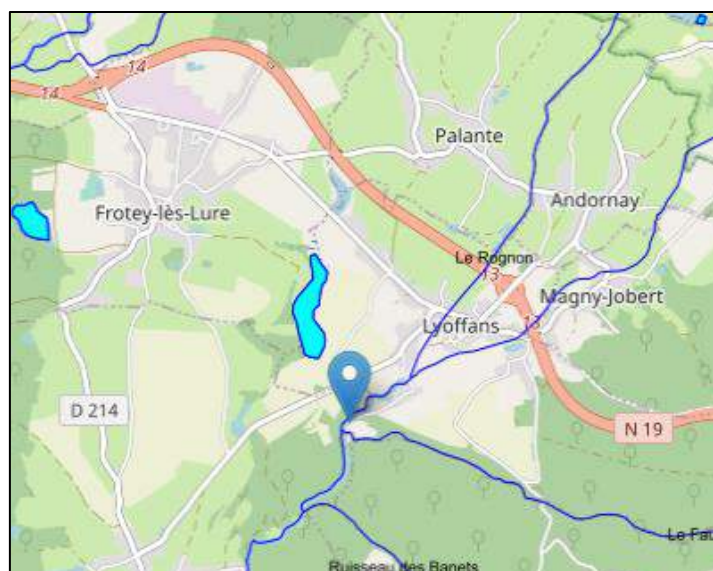 14
14
Palante
Frotey-lès-Lure
Andornay
Le Rognon
13
Magny-Jobert
Lyoffans
13
D 214
N 19
Le Fau
Ruisseau des Banets